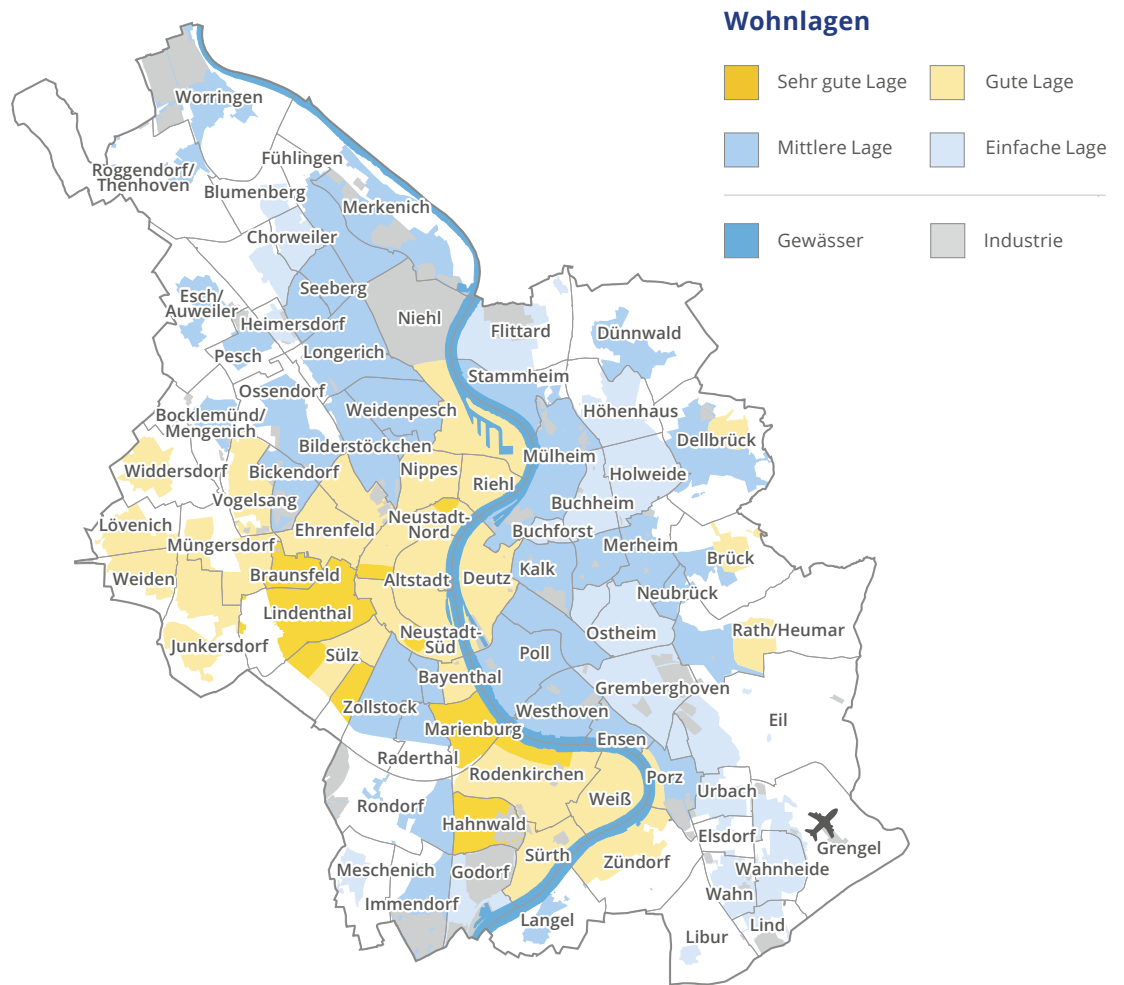 Wohnlagen
Sehr gute Lage
Gute Lage
Mittlere Lage
Einfache Lage
Gewässer
Industrie
Worringen
Fühlingen
Roggendorf/
Thenhoven
Blumenberg
Merkenich
Chorweiler
Seeberg
Esch/
Auweiler
Heimersdorf
Niehl
Flittard
Dünnwald
Pesch
Longerich
Stammheim
Ossendorf
Bocklemünd/
Mengenich
Weidenpesch
Höhenhaus
Dellbrück
Bilderstöckchen
Mülheim
Widdersdorf
Bickendorf
Nippes
Riehl
Holweide
Vogelsang
Buchheim
Lövenich
Ehrenfeld
Neustadt-
Nord
Buchforst
Müngersdorf
Merheim
Brück
Weiden
Braunsfeld
Altstadt
Deutz
Kalk
Neubrück
Lindenthal
Neustadt-
Süd
Ostheim
Rath/Heumar
Junkersdorf
Sülz
Poll
Bayenthal
Gremberghoven
Zollstock
Westhoven
Eil
Marienburg
Ensen
Raderthal
Rodenkirchen
Porz
Urbach
Rondorf
Weiß
Hahnwald
Elsdorf
Grengel
Sürth
Zündorf
Meschenich
Godorf
Wahnheide
Wahn
Immendorf
Langel
Lind
Libur